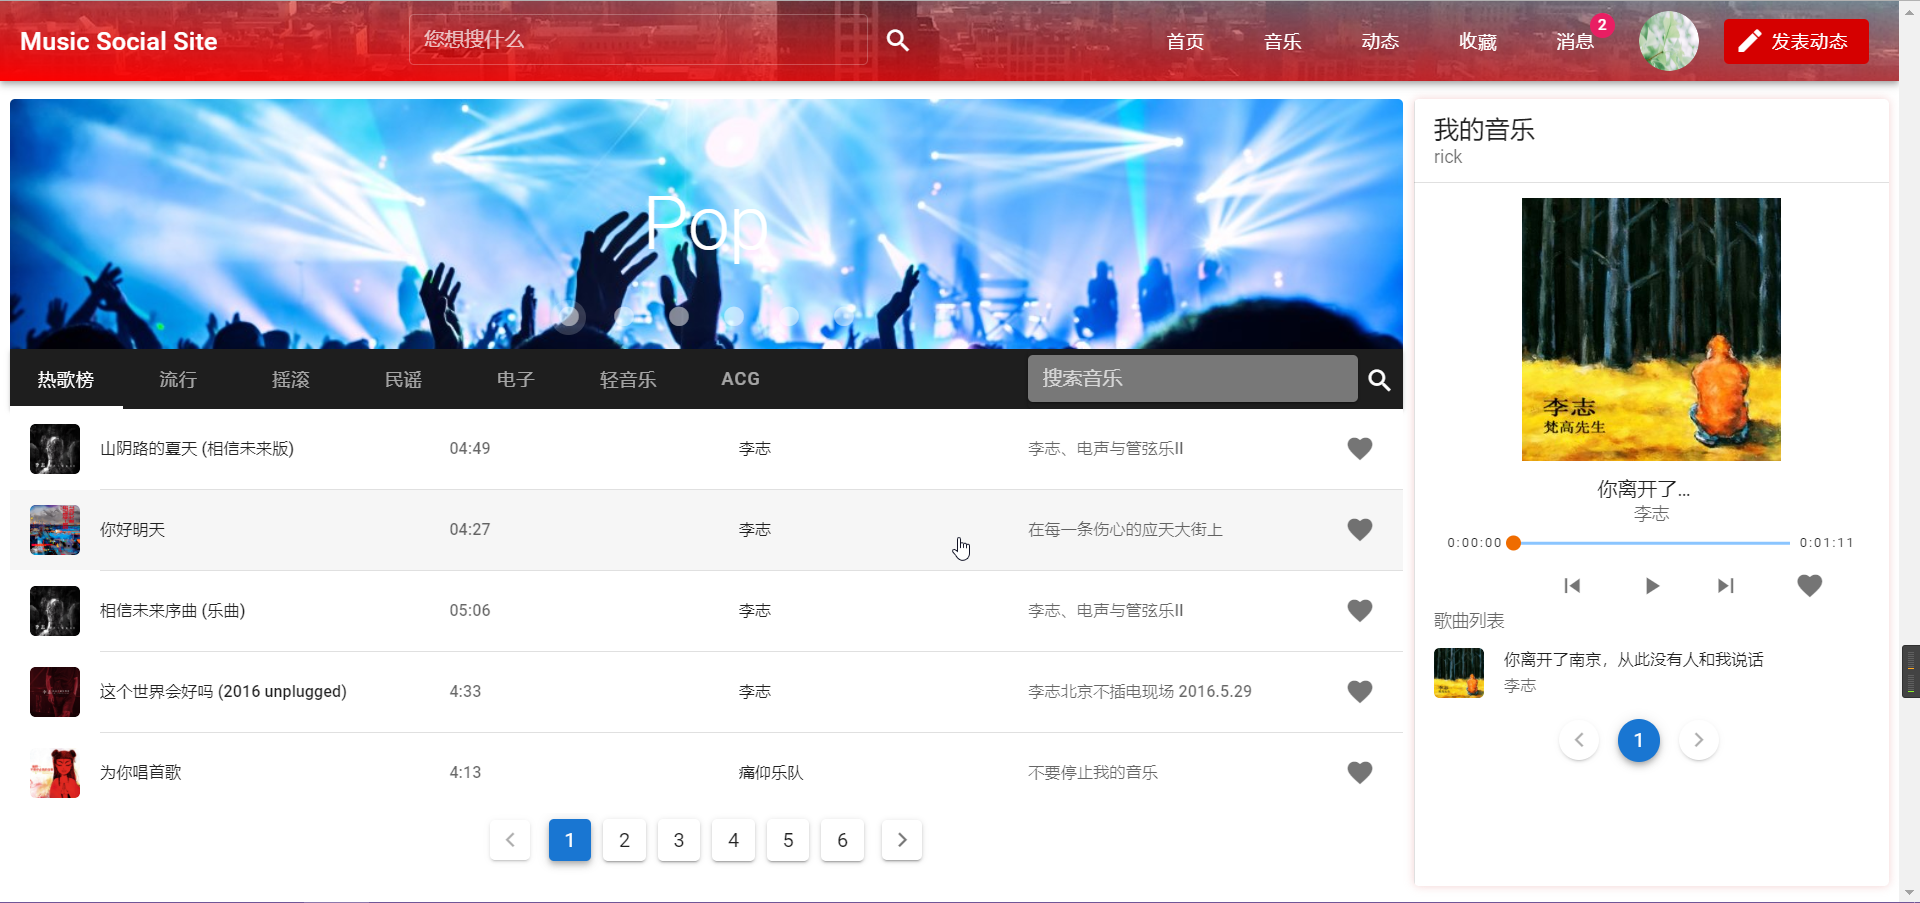 Music Social Site
您想搜什么
首页
音乐
动态
收藏
消息
2
发表动态
Pop
热歌榜
流行
摇滚
民谣
电子
轻音乐
ACG
搜索音乐
山阴路的夏天 (相信未来版) 04:49 李志 李志、电声与管弦乐II
你好明天 04:27 李志 在每一条伤心的应天大街上
相信未来序曲 (乐曲) 05:06 李志 李志、电声与管弦乐II
这个世界会好吗 (2016 unplugged) 4:33 李志 李志北京不插电现场 2016.5.29
为你唱首歌 4:13 痛仰乐队 不要停止我的音乐
1 2 3 4 5 6
我的音乐
rick
李志
梵高先生
你离开了...
李志
0:00:00 0:01:11
歌曲列表
你离开了南京，从此没有人和我说话
李志
1